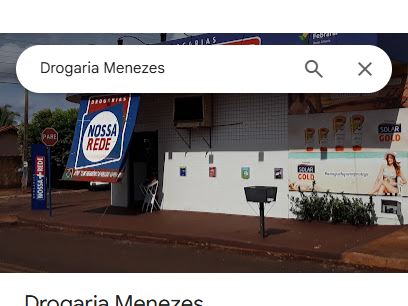 Drogaria Menezes
DROGARIAS
Febrafar
DROGARIAS
NOSSA
REDE
PARE
NOSSA REDE
SOLAR
GOLD
SOLAR
GOLD
Drogaria Menezes